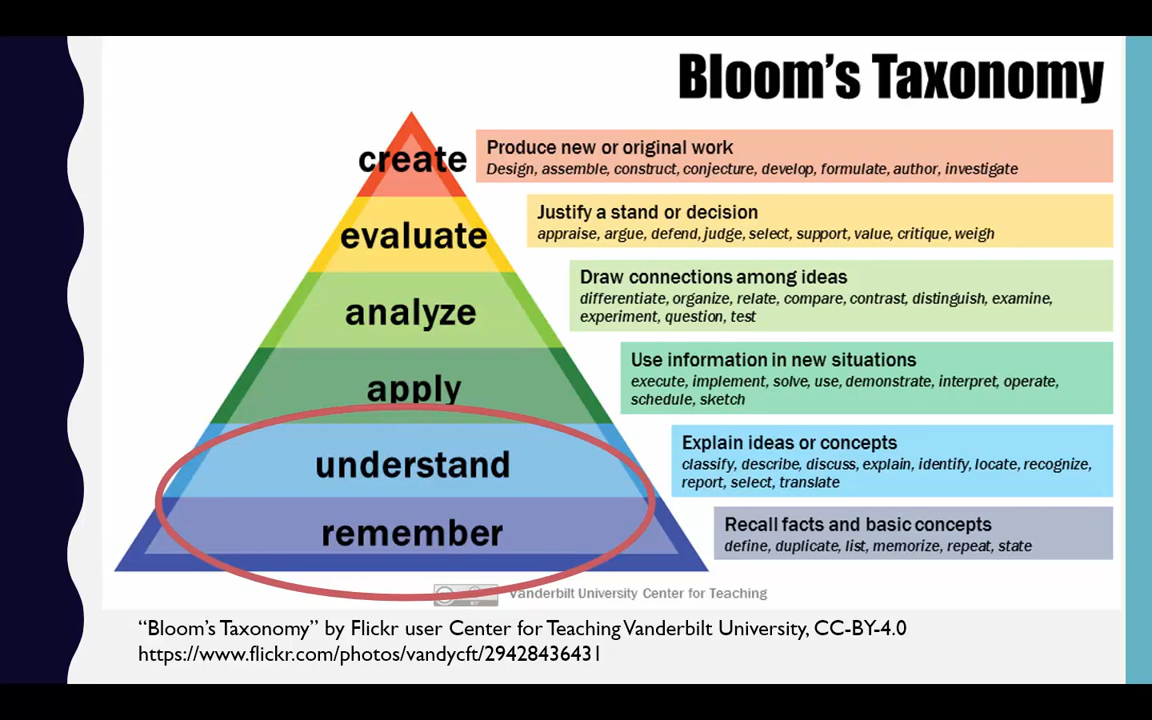 Bloom's Taxonomy
create
Produce new or original work
Design, assemble, construct, conjecture, develop, formulate, author, investigate
evaluate
Justify a stand or decision
appraise, argue, defend, judge, select, support, value, critique, weigh
analyze
Draw connections among ideas
differentiate, organize, relate, compare, contrast, distinguish, examine,
experiment, question, test
apply
Use information in new situations
execute, implement, solve, use, demonstrate, interpret, operate,
schedule, sketch
understand
Explain ideas or concepts
classify, describe, discuss, explain, identify, locate, recognize,
report, select, translate
remember
Recall facts and basic concepts
define, duplicate, list, memorize, repeat, state
BY
Vanderbilt University Center for Teaching
“Bloom’s Taxonomy” by Flickr user Center for Teaching Vanderbilt University, CC-BY-4.0
https://www.flickr.com/photos/vandycft/29428436431